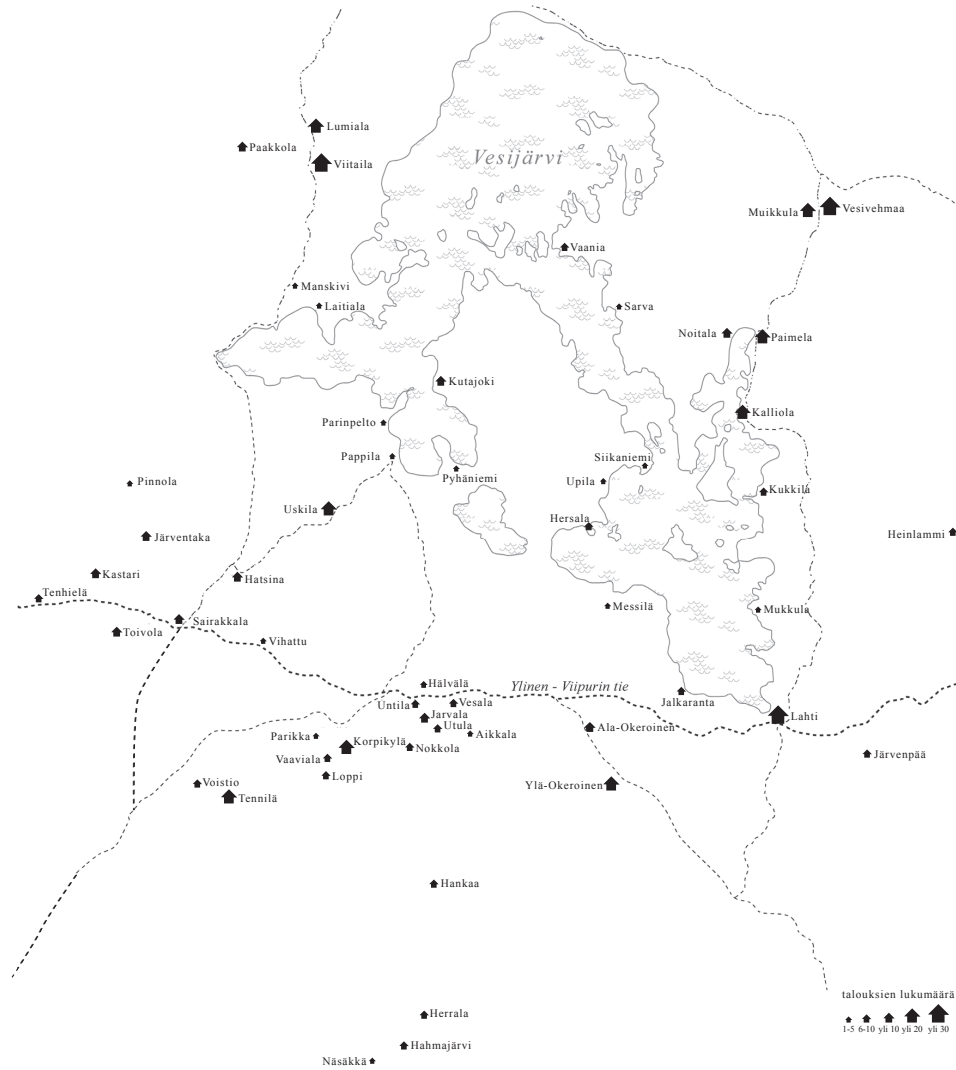 Lumiala
Paakkola
Viitaila
Vesijärvi
Muikkula
Vesivehmaa
Vaania
Manskivi
Laitiala
Sarva
Noitala
Paimela
Kutajoki
Kalliola
Parinpelto
Pappila
Siikaniemi
Pyhäniemi
Upila
Pinnola
Kukkila
Uskila
Hersala
Heinlammi
Järventaka
Kastari
Hatsina
Tenhielä
Messilä
Mukkula
Sairakkala
Toivola
Vihattu
Hälvälä
Ylinen - Viipurin tie
Untila
Vesala
Jalkaranta
Jarvala
Lahti
Utula
Aikkala
Ala-Okeroinen
Parikka
Korpikylä
Nokkola
Järvenpää
Vaaviala
Loppi
Voistio
Tennilä
Ylä-Okeroinen
Hankaa
talouksien lukumäärä
Herrala
1-5 6-10 yli 10 yli 20 yli 30
Hahmajärvi
Näsäkkä